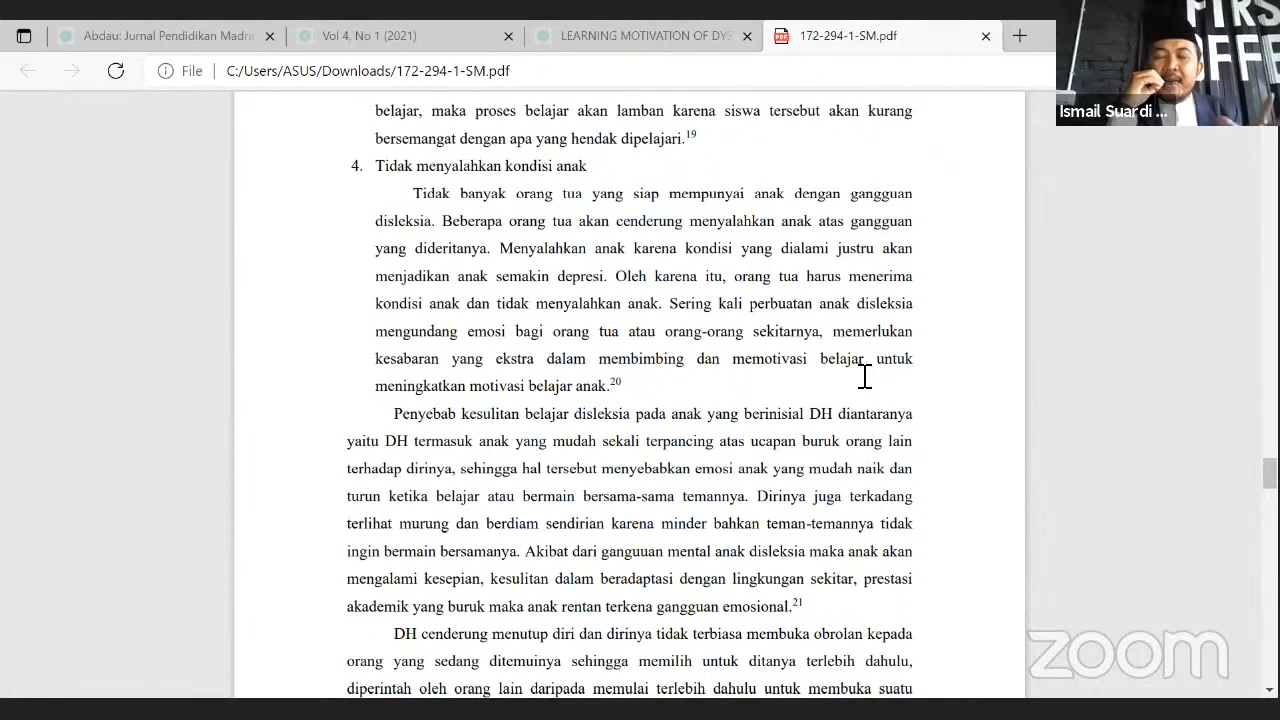 Abdau: Jurnal Pendidikan Madra
Vol 4, No 1 (2021)
LEARNING MOTIVATION OF DYS
172-294-1-SM.pdf
File
C:/Users/ASUS/Downloads/172-294-1-SM.pdf
FIRS
OFFE
Ismail Suardi ...
belajar, maka proses belajar akan lamban karena siswa tersebut akan kurang
bersemangat dengan apa yang hendak dipelajari.19
4. Tidak menyalahkan kondisi anak
Tidak banyak orang tua yang siap mempunyai anak dengan gangguan
disleksia. Beberapa orang tua akan cenderung menyalahkan anak atas gangguan
yang dideritanya. Menyalahkan anak karena kondisi yang dialami justru akan
menjadikan anak semakin depresi. Oleh karena itu, orang tua harus menerima
kondisi anak dan tidak menyalahkan anak. Sering kali perbuatan anak disleksia
mengundang emosi bagi orang tua atau orang-orang sekitarnya, memerlukan
kesabaran yang ekstra dalam membimbing dan memotivasi belajar untuk
meningkatkan motivasi belajar anak.20
Penyebab kesulitan belajar disleksia pada anak yang berinisial DH diantaranya
yaitu DH termasuk anak yang mudah sekali terpancing atas ucapan buruk orang lain
terhadap dirinya, sehingga hal tersebut menyebabkan emosi anak yang mudah naik dan
turun ketika belajar atau bermain bersama-sama temannya. Dirinya juga terkadang
terlihat murung dan berdiam sendirian karena minder bahkan teman-temannya tidak
ingin bermain bersamanya. Akibat dari ganguuan mental anak disleksia maka anak akan
mengalami kesepian, kesulitan dalam beradaptasi dengan lingkungan sekitar, prestasi
akademik yang buruk maka anak rentan terkena gangguan emosional.21
DH cenderung menutup diri dan dirinya tidak terbiasa membuka obrolan kepada
orang yang sedang ditemuinya sehingga memilih untuk ditanya terlebih dahulu,
diperintah oleh orang lain daripada memulai terlebih dahulu untuk membuka suatu
zoom